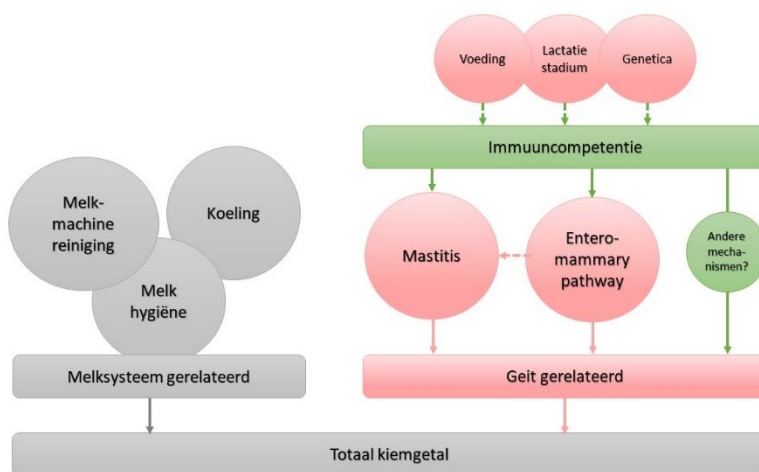 Voeding
Lactatie
stadium
Genetica
Immuuncompetentie
Melk-
machine
reiniging
Koeling
Melk
hygiëne
Mastitis
Entero-
mammary
pathway
Andere
mecha-
nismen?
Melksysteem gerelateerd
Geit gerelateerd
Totaal kiemgetal